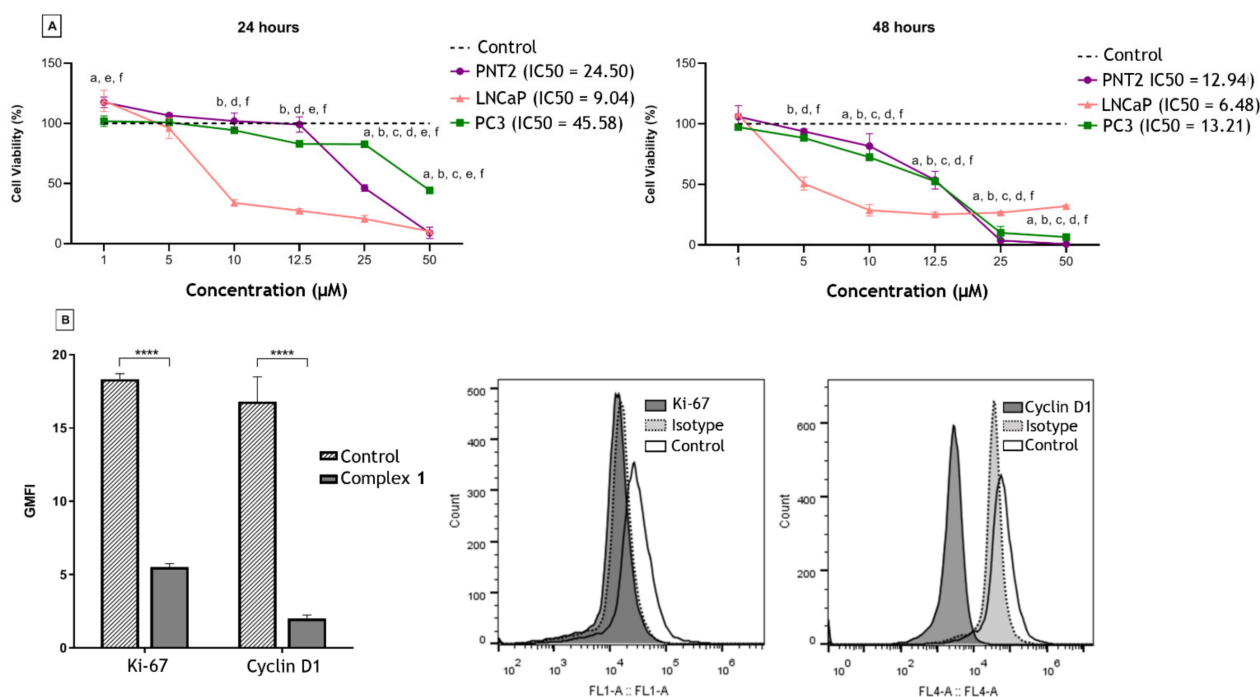 A
24 hours
Control
PNT2 (IC50 = 24.50)
LNCaP (IC50 = 9.04)
PC3 (IC50 = 45.58)
Cell Viability (%)
150
100
50
0
a, e, f
b, d, f
b, d, e, f
a, b, c, d, e, f
a, b, c, e, f
1 5 10 12.5 25 50
Concentration (µM)
48 hours
Control
PNT2 IC50 = 12.94)
LNCaP (IC50 = 6.48)
PC3 (IC50 = 13.21)
Cell Viability (%)
150
100
50
0
b, d, f
a, b, c, d, f
a, b, c, d, f
a, b, c, d, f
a, b, c, d, f
1 5 10 12.5 25 50
Concentration (µM)
B
GMFI
20
15
10
5
0
****
****
Control
Complex 1
Ki-67 Cyclin D1
Count
500
400
300
200
100
0
Ki-67
Isotype
Control
10^2 10^3 10^4 10^5 10^6
FL1-A :: FL1-A
Count
600
400
200
0
Cyclin D1
Isotype
Control
10^0 10^2 10^4 10^6
FL4-A :: FL4-A